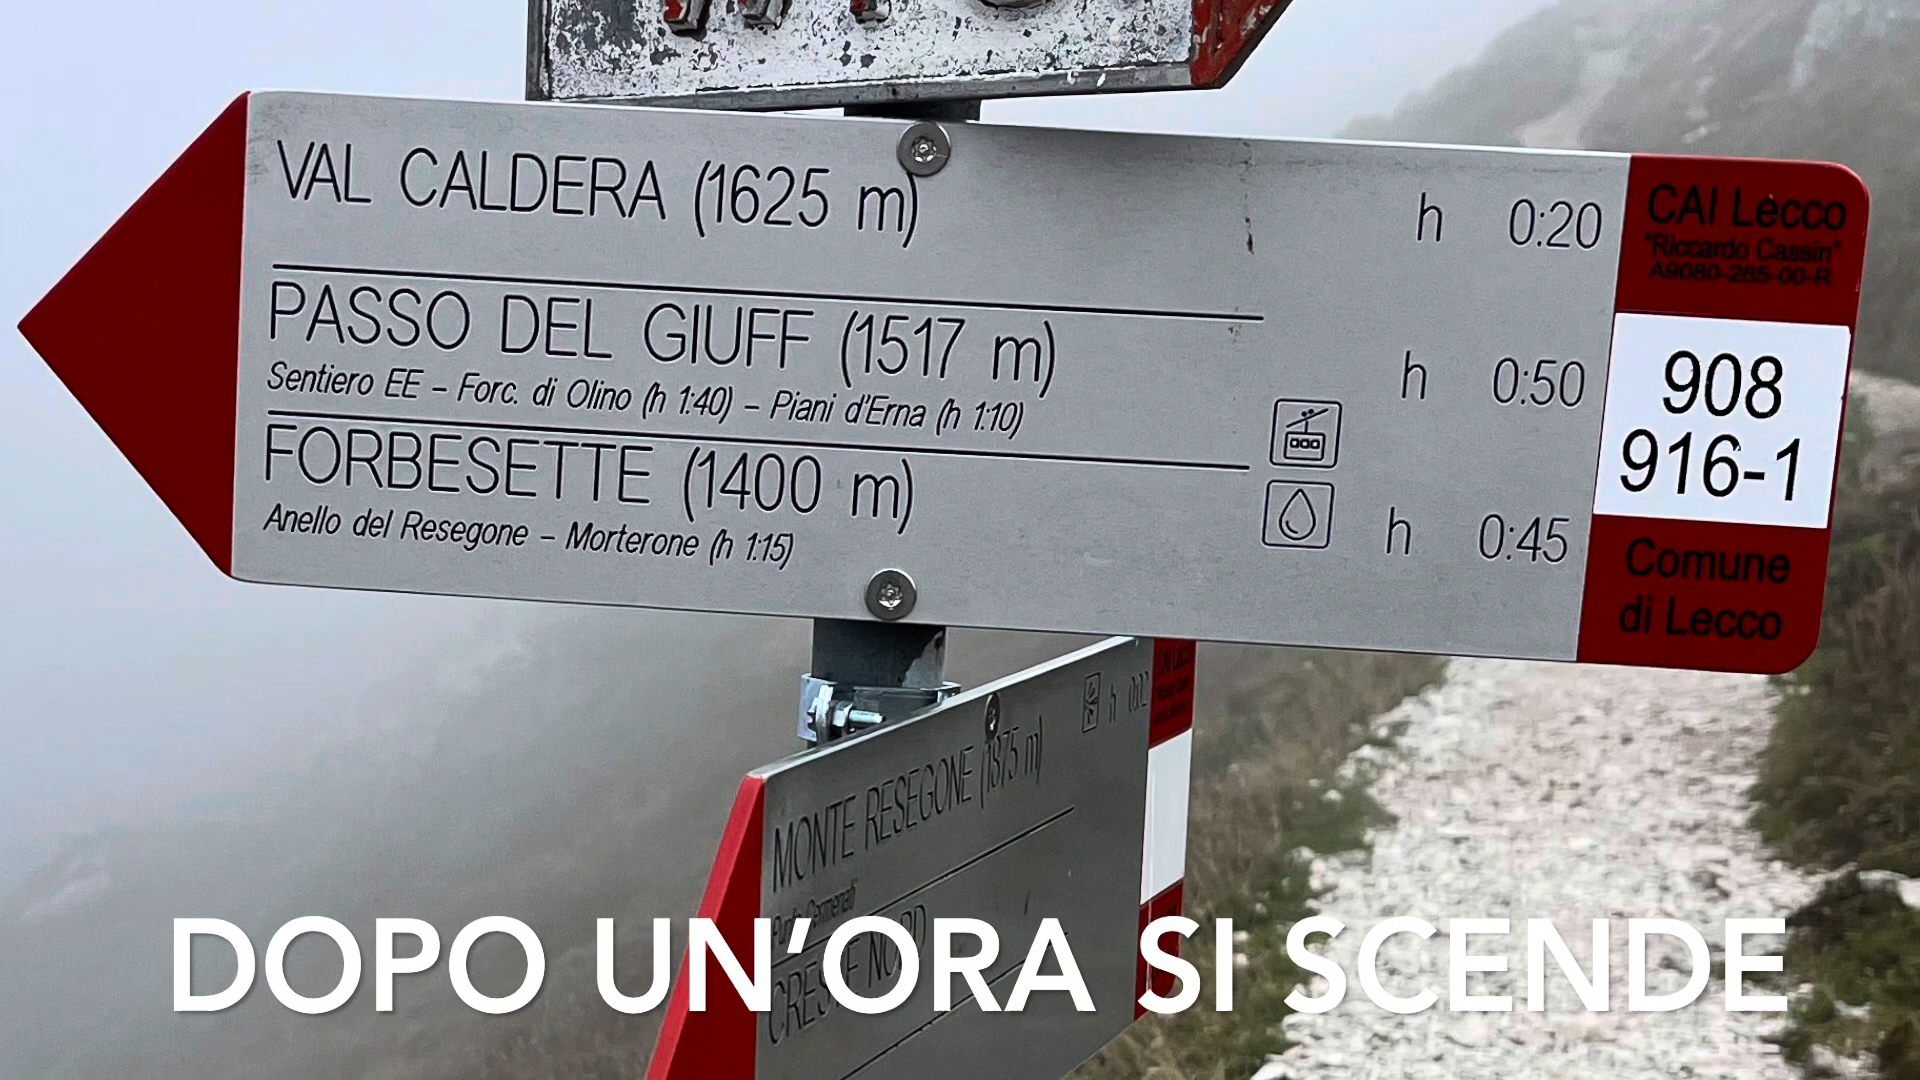 VAL CALDERA (1625 m) h 0:20
PASSO DEL GIUFF (1517 m) h 0:50
Sentiero EE – Forc. di Olino (h 1:40) – Piani d'Erna (h 1:10)
FORBESETTE (1400 m) h 0:45
Anello del Resegone – Morterone (h 1:15)
CAI Lecco
"Riccardo Cassin"
A9080-265-00-R
908
916-1
Comune
di Lecco
MONTE RESEGONE (1875 m) h
DOPO UN'ORA SI SCENDE